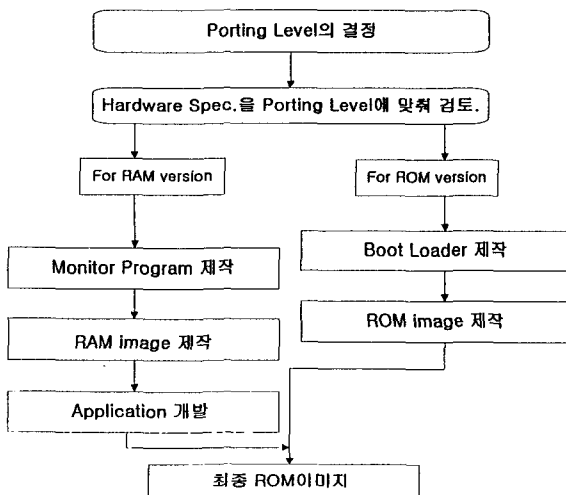 Porting Level의 결정
Hardware Spec.을 Porting Level에 맞춰 검토.
For RAM version
For ROM version
Monitor Program 제작
Boot Loader 제작
RAM image 제작
ROM image 제작
Application 개발
최종 ROM이미지